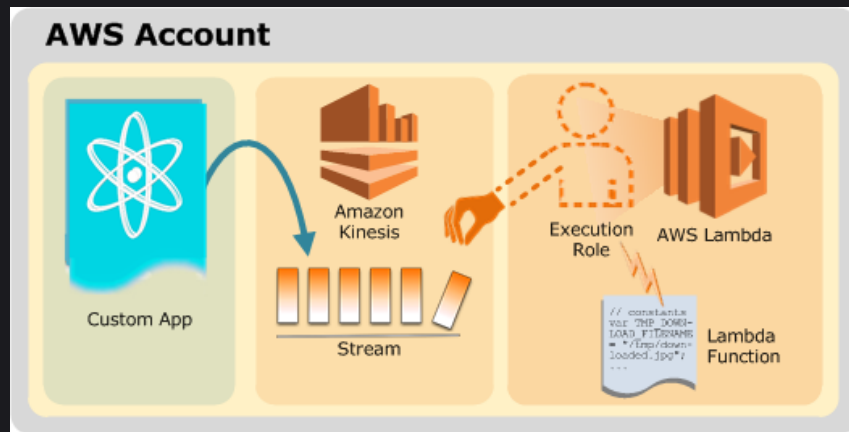 AWS Account
Custom App
Amazon
Kinesis
Stream
Execution
Role
AWS Lambda
// constants
var TMP_DOWN-
LOAD_FILENAME
= "/tmp/down-
loaded.jpg";
...
Lambda
Function